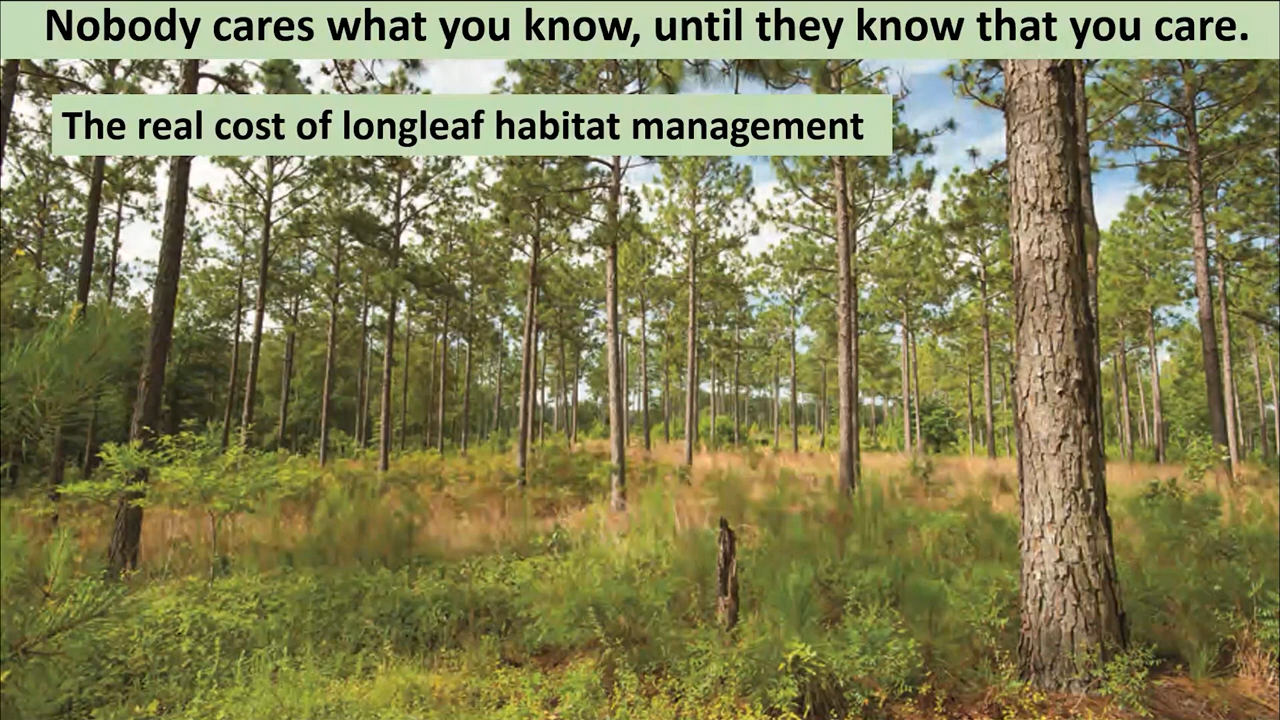 Nobody cares what you know, until they know that you care.
The real cost of longleaf habitat management